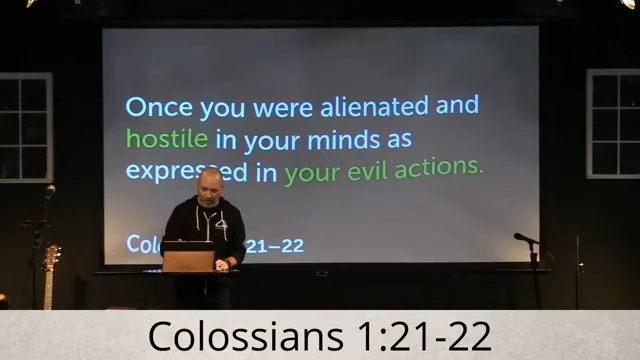 Once you were alienated and
hostile in your minds as
expressed in your evil actions.
21–22
Colossians 1:21-22